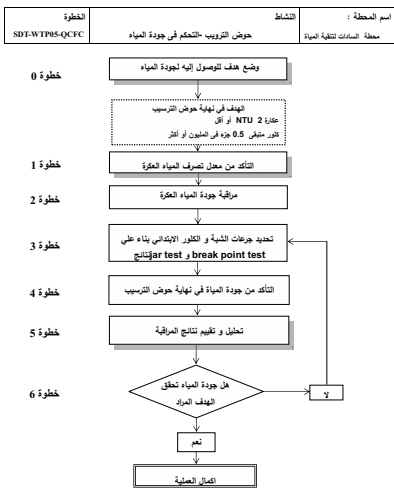 اسم المحطة :
النشاط
الخطوة
محطة السادات لتنقية المياة
حوض الترويب -التحكم فى جودة المياه
SDT-WTP05-QCFC
وضع هدف للوصول إليه لجودة المياه
خطوة 0
الهدف في نهاية حوض الترسيب
عكارة 2 NTU أو أقل
كلور متبقى 0.5 جزء فى المليون أو أكثر
التأكد من معدل تصرف المياه العكرة
خطوة 1
مراقبة جودة المياه العكرة
خطوة 2
تحديد جرعات الشبة و الكلور الابتدائي بناء علي
نتائج jar test و break point test
خطوة 3
التأكد من جودة المياة في نهاية حوض الترسيب
خطوة 4
تحليل و تقييم نتائج المراقبة
خطوة 5
هل جودة المياه تحقق
الهدف المراد
خطوة 6
لا
نعم
اكمال العملية